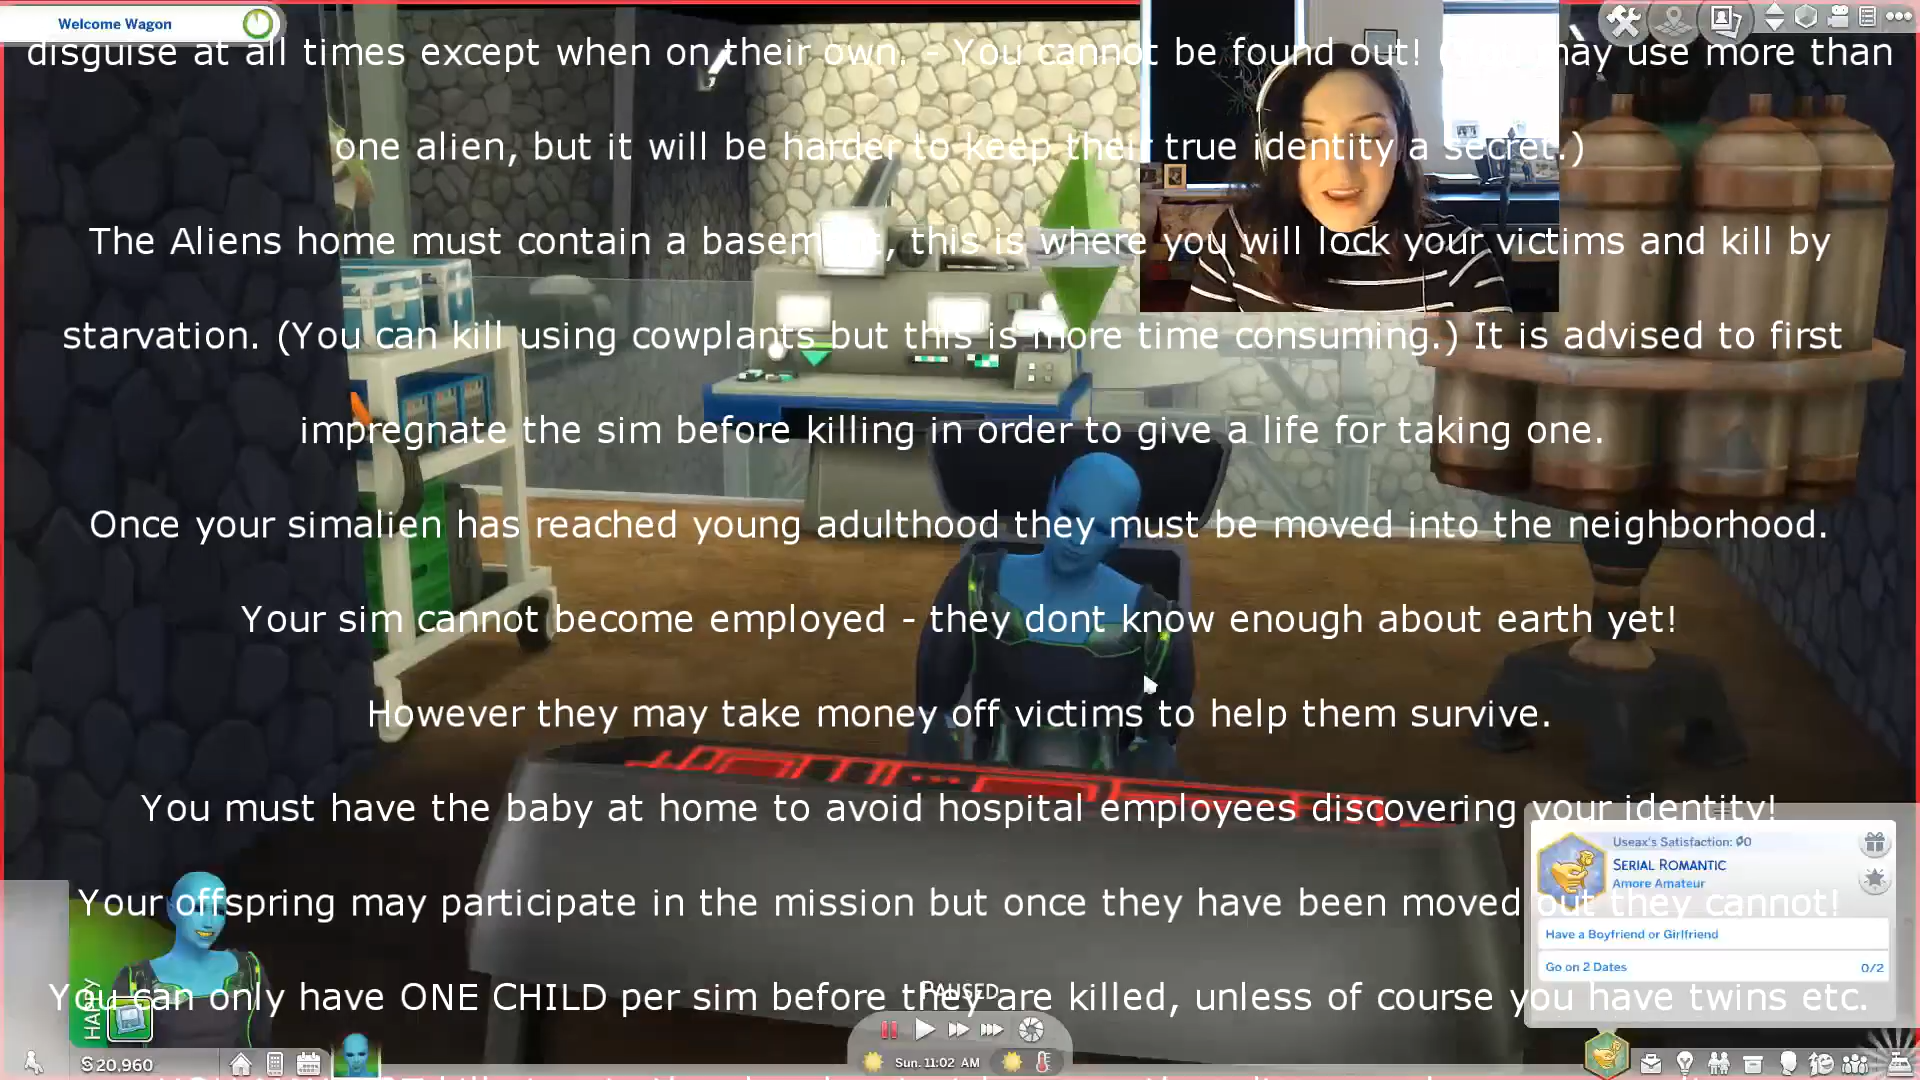 Welcome Wagon
disguise at all times except when on their own. - You cannot be found out! may use more than
one alien, but it will be harder to keep their true identity a secret.)
The Aliens home must contain a basement, this is where you will lock your victims and kill by
starvation. (You can kill using cowplants but this is more time consuming.) It is advised to first
impregnate the sim before killing in order to give a life for taking one.
Once your simalien has reached young adulthood they must be moved into the neighborhood.
Your sim cannot become employed - they dont know enough about earth yet!
However they may take money off victims to help them survive.
You must have the baby at home to avoid hospital employees discovering your identity!
Your offspring may participate in the mission but once they have been moved out they cannot!
You can only have ONE CHILD per sim before they are killed, unless of course you have twins etc.
Useax's Satisfaction: 0
SERIAL ROMANTIC
Amore Amateur
Have a Boyfriend or Girlfriend
Go on 2 Dates 0/2
HAPPY
PAUSED
§20,960
Sun. 11:02 AM